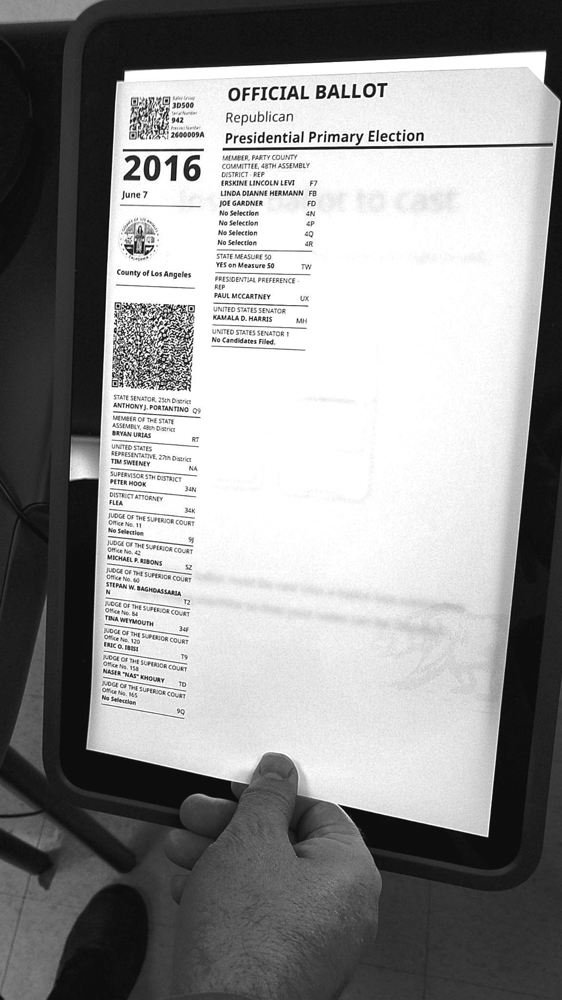 Ballot Group
3D500
Serial Number
942
Precinct Number
2600009A
OFFICIAL BALLOT
Republican
Presidential Primary Election
2016
June 7
COUNTY OF LOS ANGELES
CALIFORNIA
County of Los Angeles
STATE SENATOR, 25th District
ANTHONY J. PORTANTINO Q9
MEMBER OF THE STATE
ASSEMBLY, 48th District
BRYAN URIAS RT
UNITED STATES
REPRESENTATIVE, 27th District
TIM SWEENEY NA
SUPERVISOR 5TH DISTRICT
PETER HOOK 34N
DISTRICT ATTORNEY
FLEA 34K
JUDGE OF THE SUPERIOR COURT
Office No. 11
No Selection 9J
JUDGE OF THE SUPERIOR COURT
Office No. 42
MICHAEL P. RIBONS SZ
JUDGE OF THE SUPERIOR COURT
Office No. 60
STEPAN W. BAGHDASSARIA
N T2
JUDGE OF THE SUPERIOR COURT
Office No. 84
TINA WEYMOUTH 34F
JUDGE OF THE SUPERIOR COURT
Office No. 120
ERIC O. IBISI T9
JUDGE OF THE SUPERIOR COURT
Office No. 158
NASER "NAS" KHOURY TD
JUDGE OF THE SUPERIOR COURT
Office No. 165
No Selection 9Q
MEMBER, PARTY COUNTY
COMMITTEE, 48TH ASSEMBLY
DISTRICT - REP
ERSKINE LINCOLN LEVI F7
LINDA DIANNE HERMANN FB
JOE GARDNER FD
No Selection 4N
No Selection 4P
No Selection 4Q
No Selection 4R
STATE MEASURE 50
YES on Measure 50 TW
PRESIDENTIAL PREFERENCE -
REP
PAUL MCCARTNEY UX
UNITED STATES SENATOR
KAMALA D. HARRIS MH
UNITED STATES SENATOR 1
No Candidates Filed.
ballot to cast